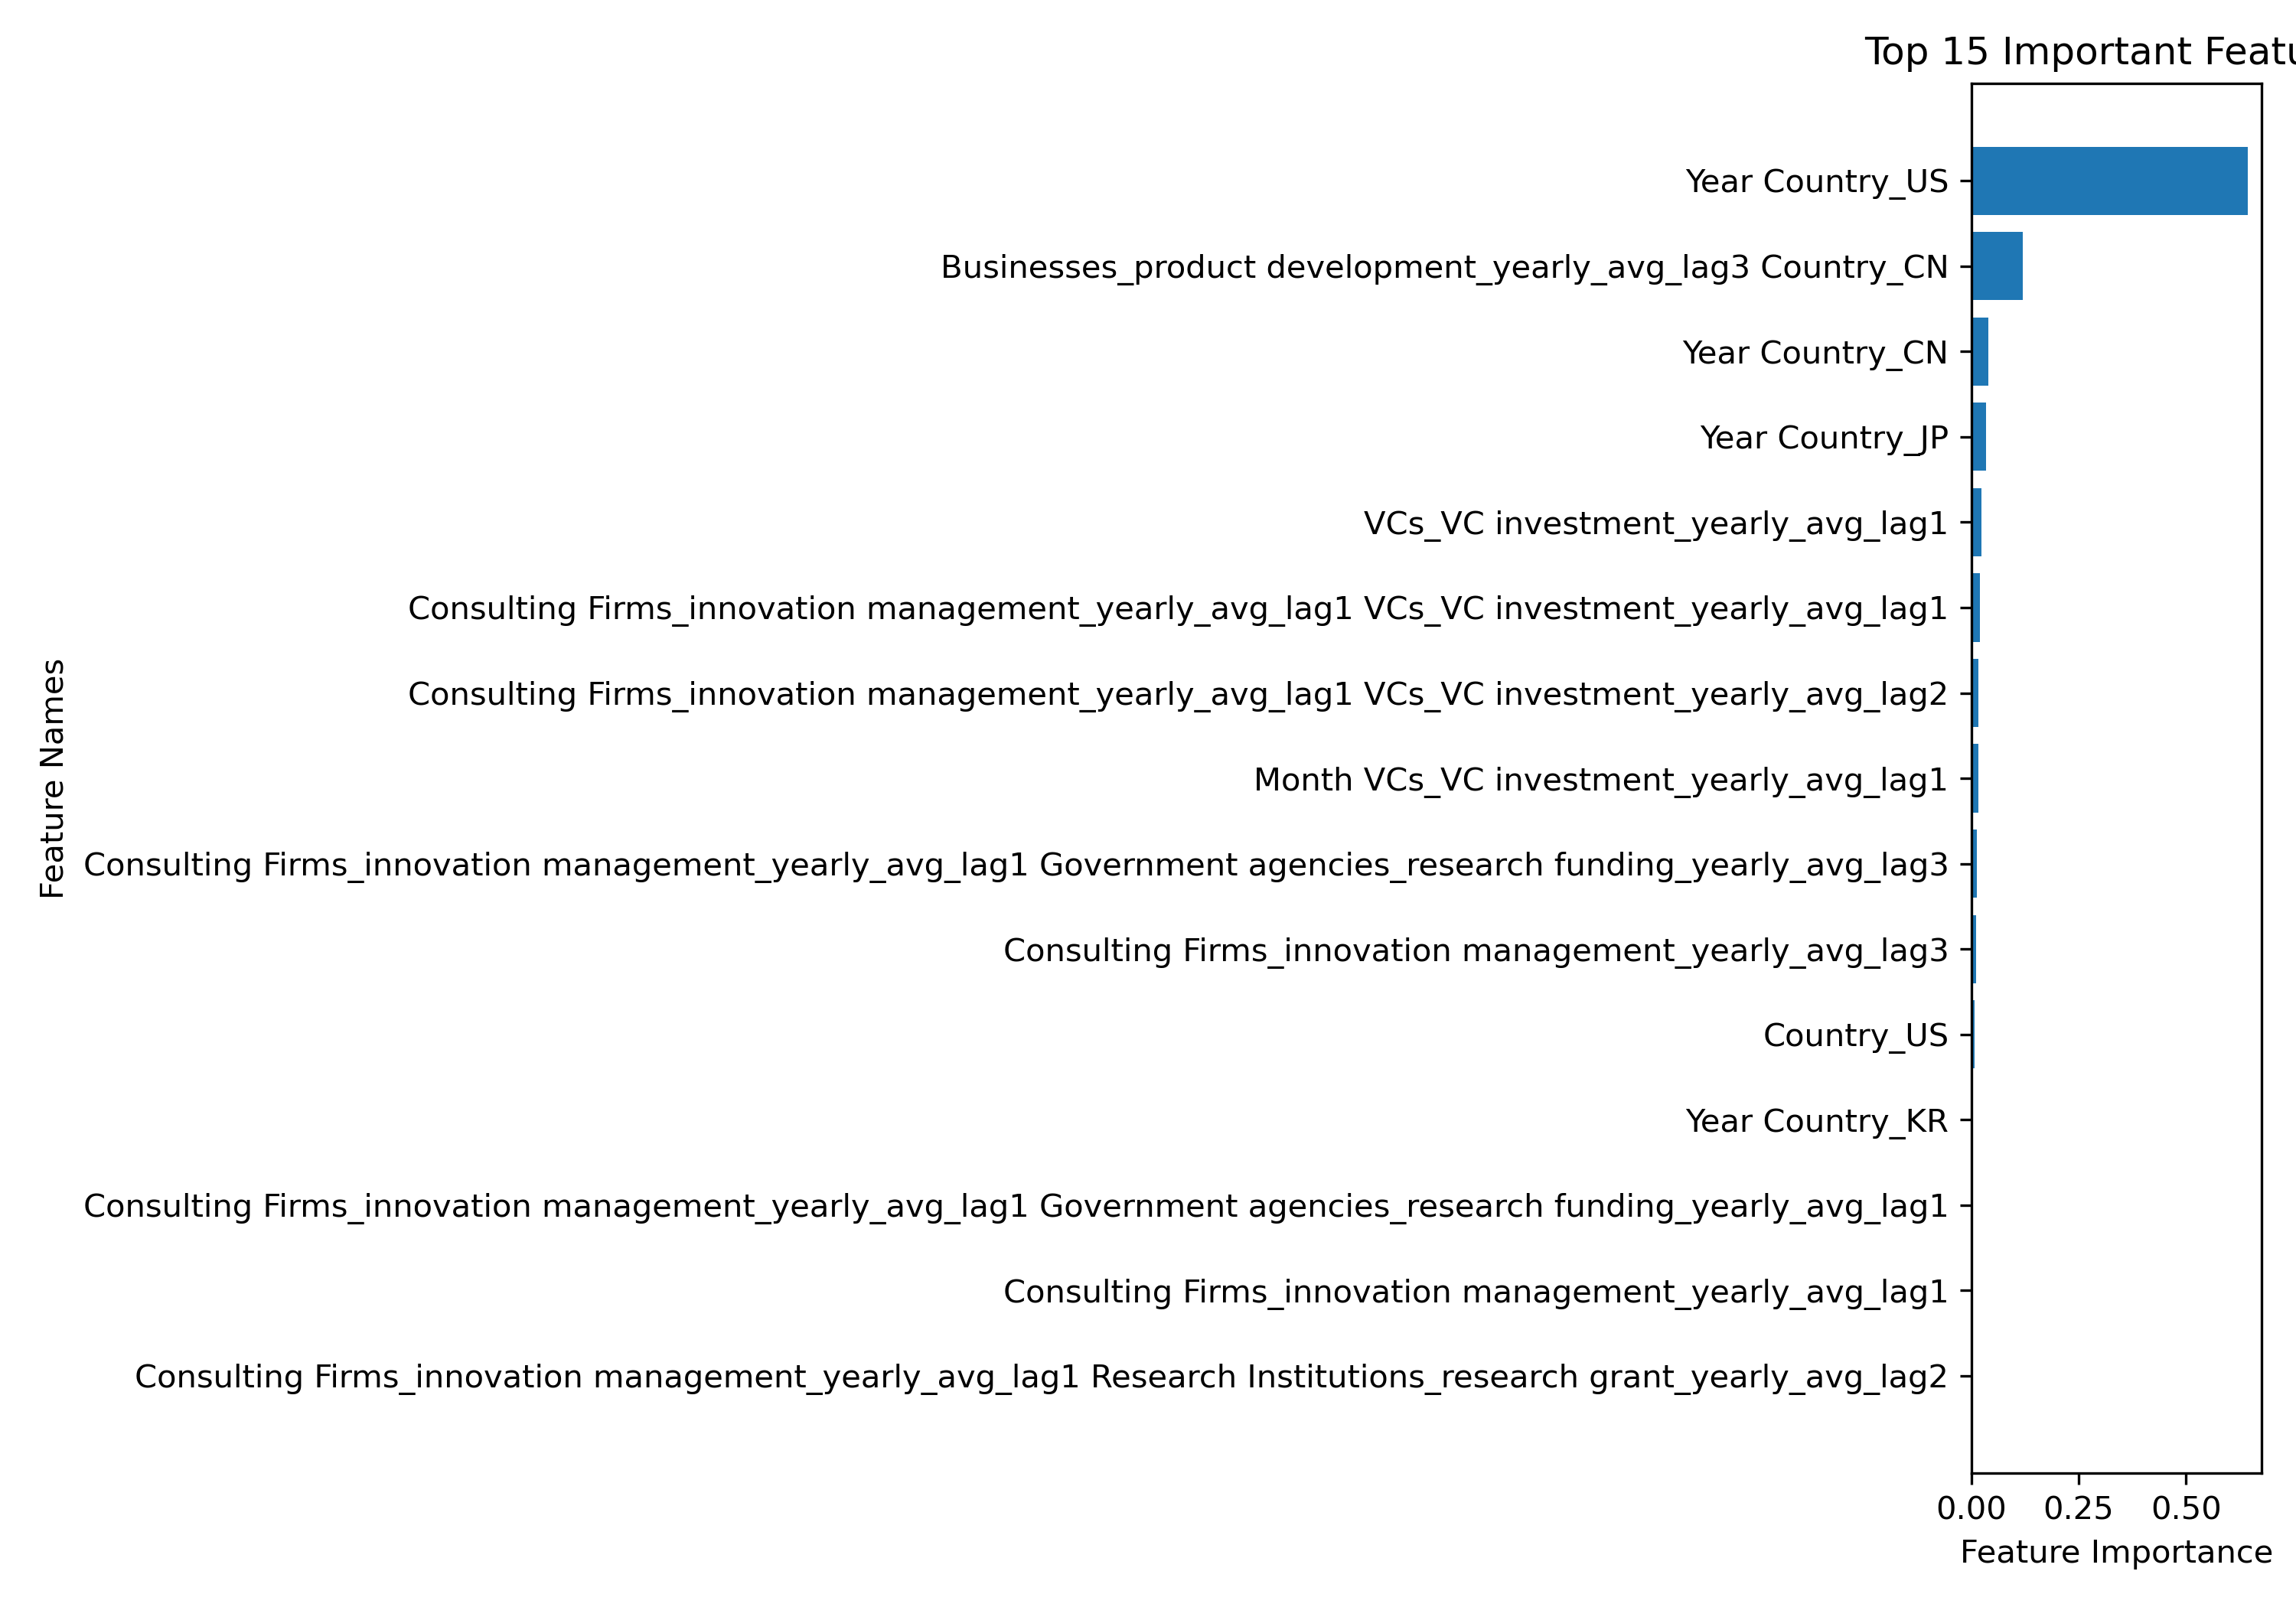 Top 15 Important Featu
Year Country_US
Businesses_product development_yearly_avg_lag3 Country_CN
Year Country_CN
Year Country_JP
VCs_VC investment_yearly_avg_lag1
Consulting Firms_innovation management_yearly_avg_lag1 VCs_VC investment_yearly_avg_lag1
Consulting Firms_innovation management_yearly_avg_lag1 VCs_VC investment_yearly_avg_lag2
Month VCs_VC investment_yearly_avg_lag1
Consulting Firms_innovation management_yearly_avg_lag1 Government agencies_research funding_yearly_avg_lag3
Consulting Firms_innovation management_yearly_avg_lag3
Country_US
Year Country_KR
Consulting Firms_innovation management_yearly_avg_lag1 Government agencies_research funding_yearly_avg_lag1
Consulting Firms_innovation management_yearly_avg_lag1
Consulting Firms_innovation management_yearly_avg_lag1 Research Institutions_research grant_yearly_avg_lag2
Feature Names
0.00 0.25 0.50
Feature Importance